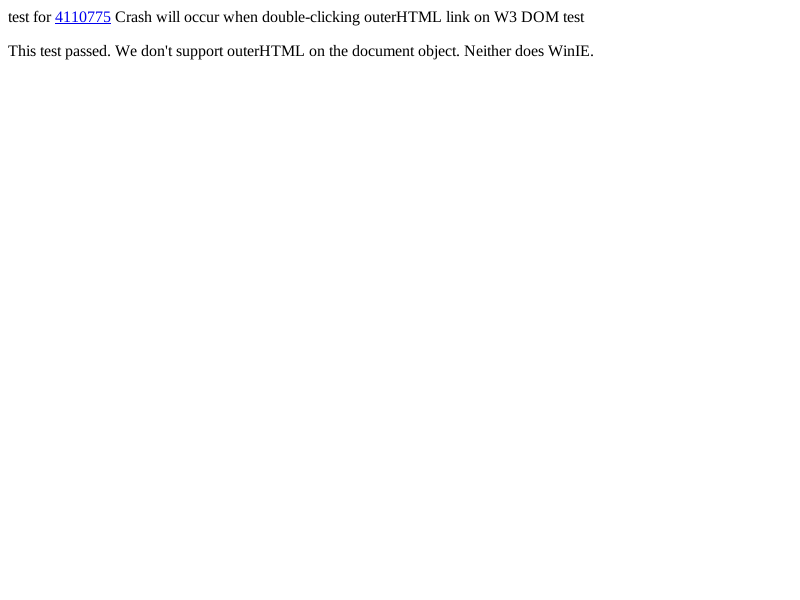 test for 4110775 Crash will occur when double-clicking outerHTML link on W3 DOM test
This test passed. We don't support outerHTML on the document object. Neither does WinIE.